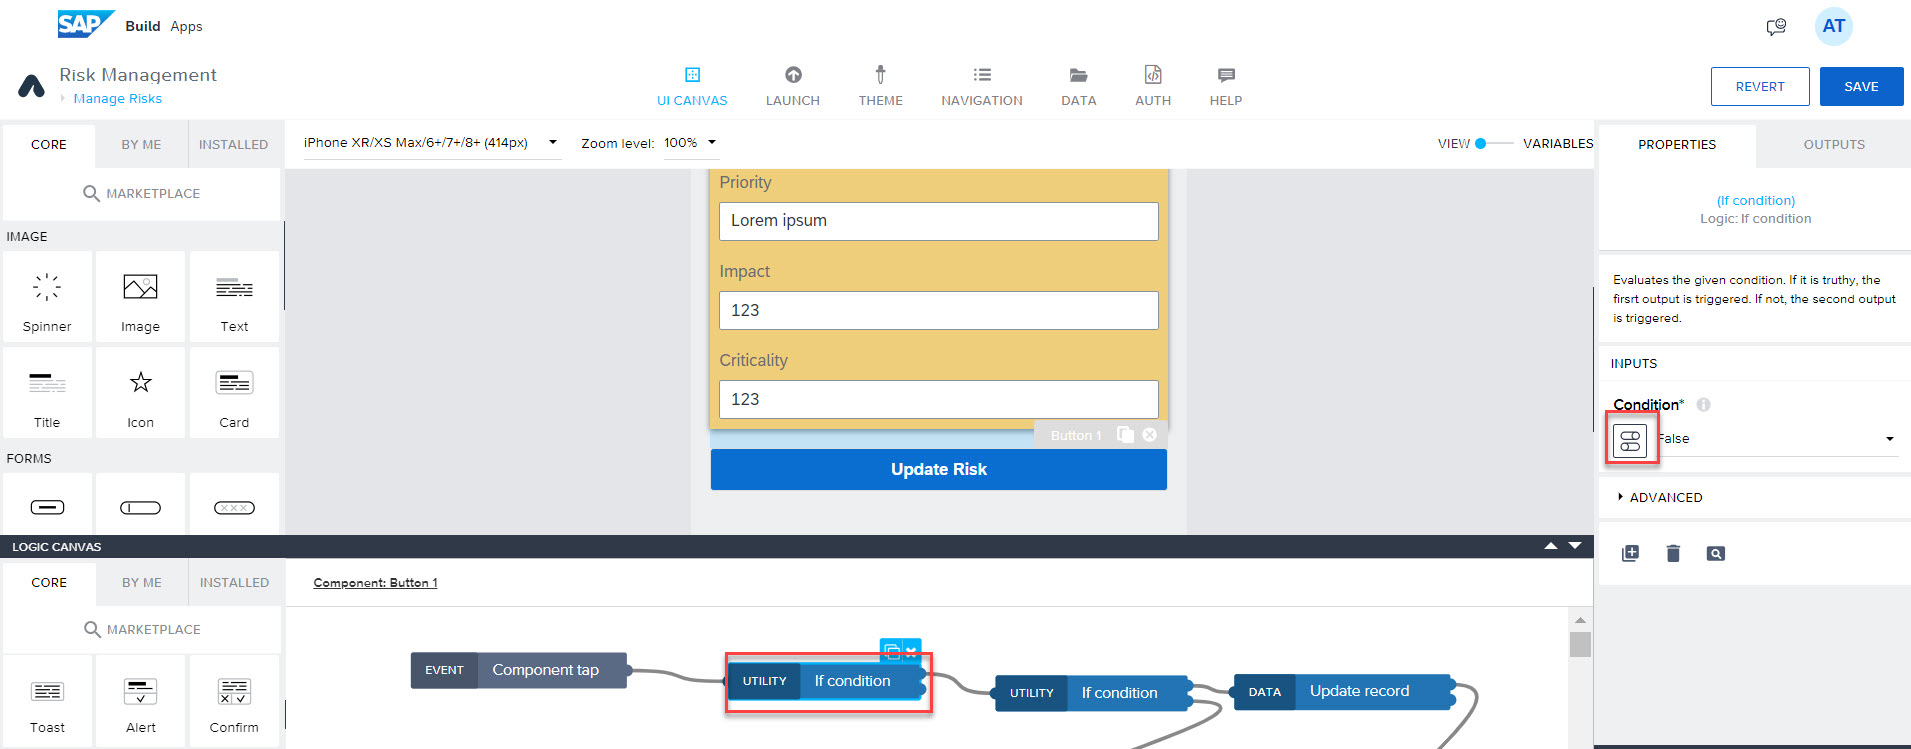 SAP Build Apps
AT
Risk Management
Manage Risks
UI CANVAS
LAUNCH
THEME
NAVIGATION
DATA
AUTH
HELP
REVERT
SAVE
CORE
BY ME
INSTALLED
iPhone XR/XS Max/6+/7+/8+ (414px)
Zoom level: 100%
VIEW
VARIABLES
PROPERTIES
OUTPUTS
MARKETPLACE
IMAGE
Spinner
Image
Text
Title
Icon
Card
FORMS
Priority
Lorem ipsum
Impact
123
Criticality
123
Button 1
Update Risk
(If condition)
Logic: If condition
Evaluates the given condition. If it is truthy, the
firsrt output is triggered. If not, the second output
is triggered.
INPUTS
Condition*
False
ADVANCED
LOGIC CANVAS
CORE
BY ME
INSTALLED
MARKETPLACE
Toast
Alert
Confirm
Component: Button 1
EVENT Component tap
UTILITY If condition
UTILITY If condition
DATA Update record